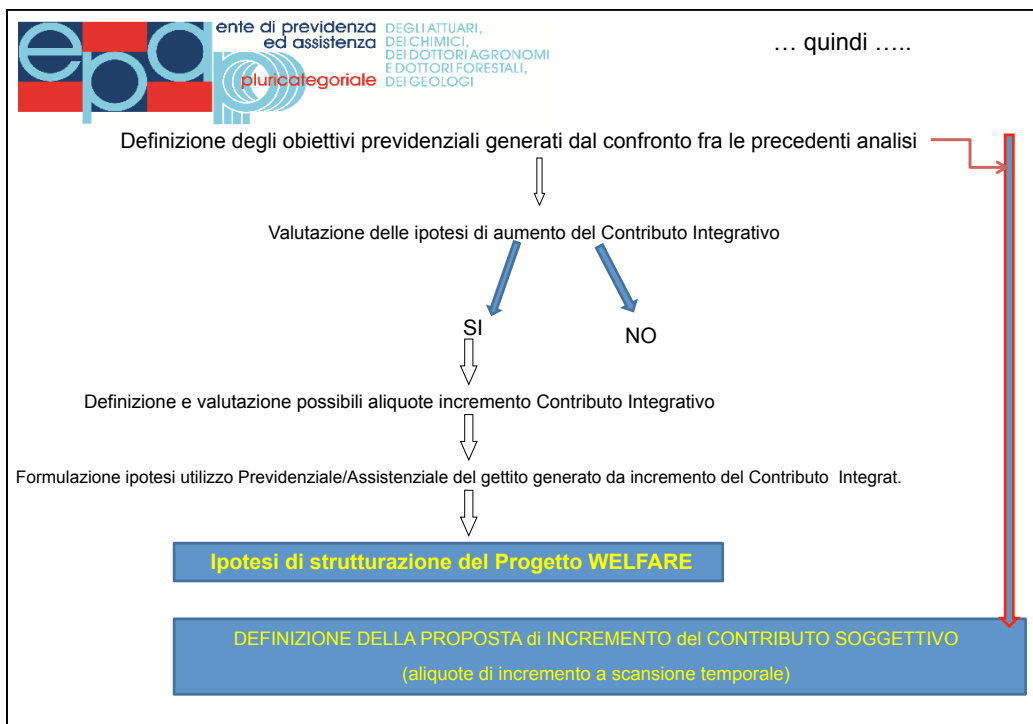 epap
ente di previdenza
ed assistenza
pluricategoriale
DEGLI ATTUARI,
DEI CHIMICI,
DEI DOTTORI AGRONOMI
E DOTTORI FORESTALI,
DEI GEOLOGI
… quindi …..
Definizione degli obiettivi previdenziali generati dal confronto fra le precedenti analisi
Valutazione delle ipotesi di aumento del Contributo Integrativo
SI
NO
Definizione e valutazione possibili aliquote incremento Contributo Integrativo
Formulazione ipotesi utilizzo Previdenziale/Assistenziale del gettito generato da incremento del Contributo Integrat.
Ipotesi di strutturazione del Progetto WELFARE
DEFINIZIONE DELLA PROPOSTA di INCREMENTO del CONTRIBUTO SOGGETTIVO
(aliquote di incremento a scansione temporale)